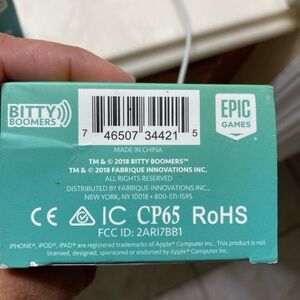 BITTY
BOOMERS
EPIC
GAMES
7 46507 34421 5
MADE IN CHINA
TM & © 2018 BITTY BOOMERS™
TM & © 2018 FABRIQUE INNOVATIONS INC.
ALL RIGHTS RESERVED
DISTRIBUTED BY FABRIQUE INNOVATIONS INC.,
NEW YORK, NY 10018 • 800-511-1595
CE IC CP65 RoHS
FCC ID: 2ARI7BB1
iPHONE®, iPOD®, iPAD® are registered trademarks of Apple® Computer Inc. This product is not
licensed, designed, sponsored or endorsed by Apple® Computer Inc.